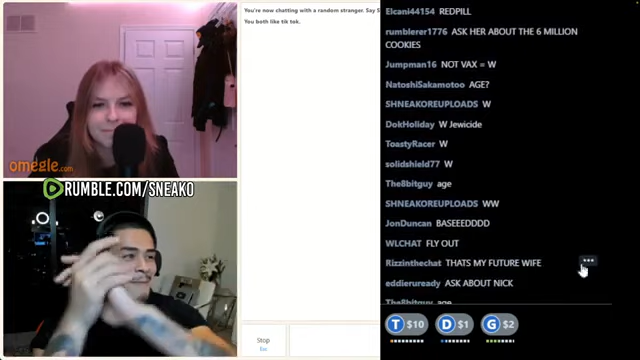 You're now chatting with a random stranger. Say
You both like tik tok.
omegle.com
RUMBLE.COM/SNEAKO
Stop
Esc
Elcani44154 REDPILL
rumblerer1776 ASK HER ABOUT THE 6 MILLION
COOKIES
Jumpman16 NOT VAX = W
NatoshiSakamotoo AGE?
SHNEAKOREUPLOADS W
DokHoliday W Jewicide
ToastyRacer W
solidshield77 W
The8bitguy age
SHNEAKOREUPLOADS WW
JonDuncan BASEEEDDDD
WLCHAT FLY OUT
Rizzinthechat THATS MY FUTURE WIFE
eddieruready ASK ABOUT NICK
The8bitguy age
T $10 D $1 G $2